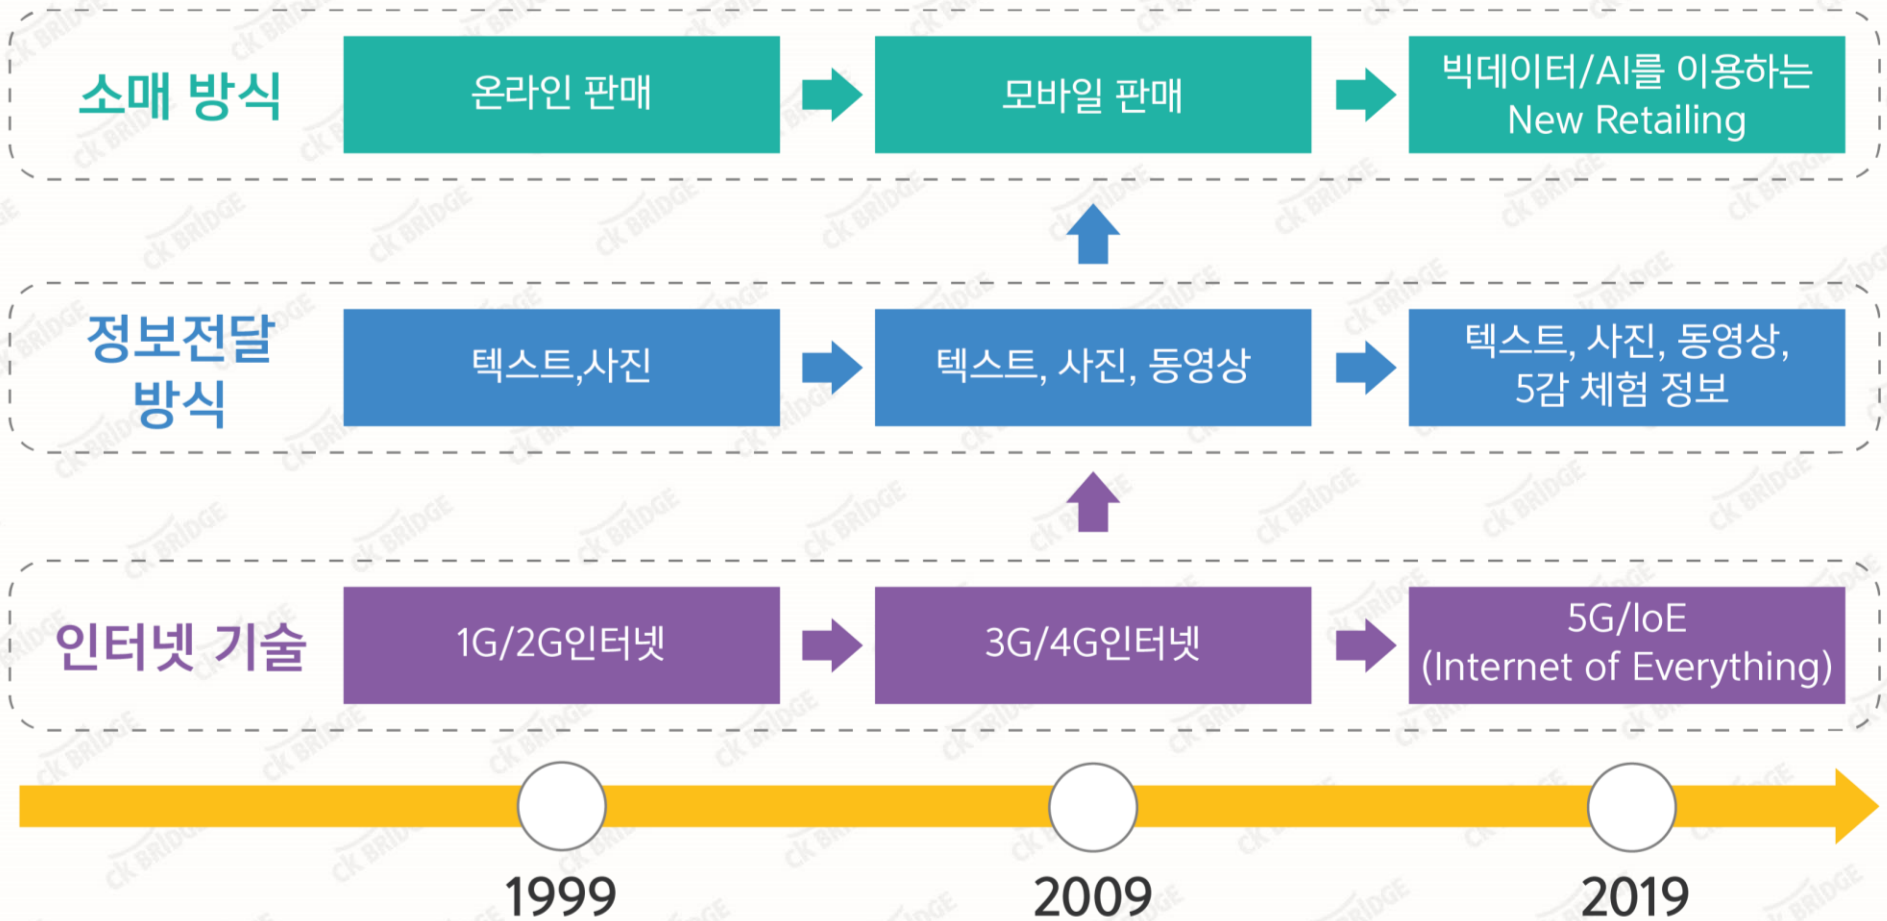 소매 방식
온라인 판매
모바일 판매
빅데이터/AI를 이용하는
New Retailing
정보전달
방식
텍스트,사진
텍스트, 사진, 동영상
텍스트, 사진, 동영상,
5감 체험 정보
인터넷 기술
1G/2G인터넷
3G/4G인터넷
5G/IoE
(Internet of Everything)
1999
2009
2019
CK BRIDGE